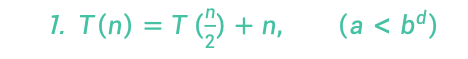 1. T(n) = T(n/2) + n, (a < b^d)